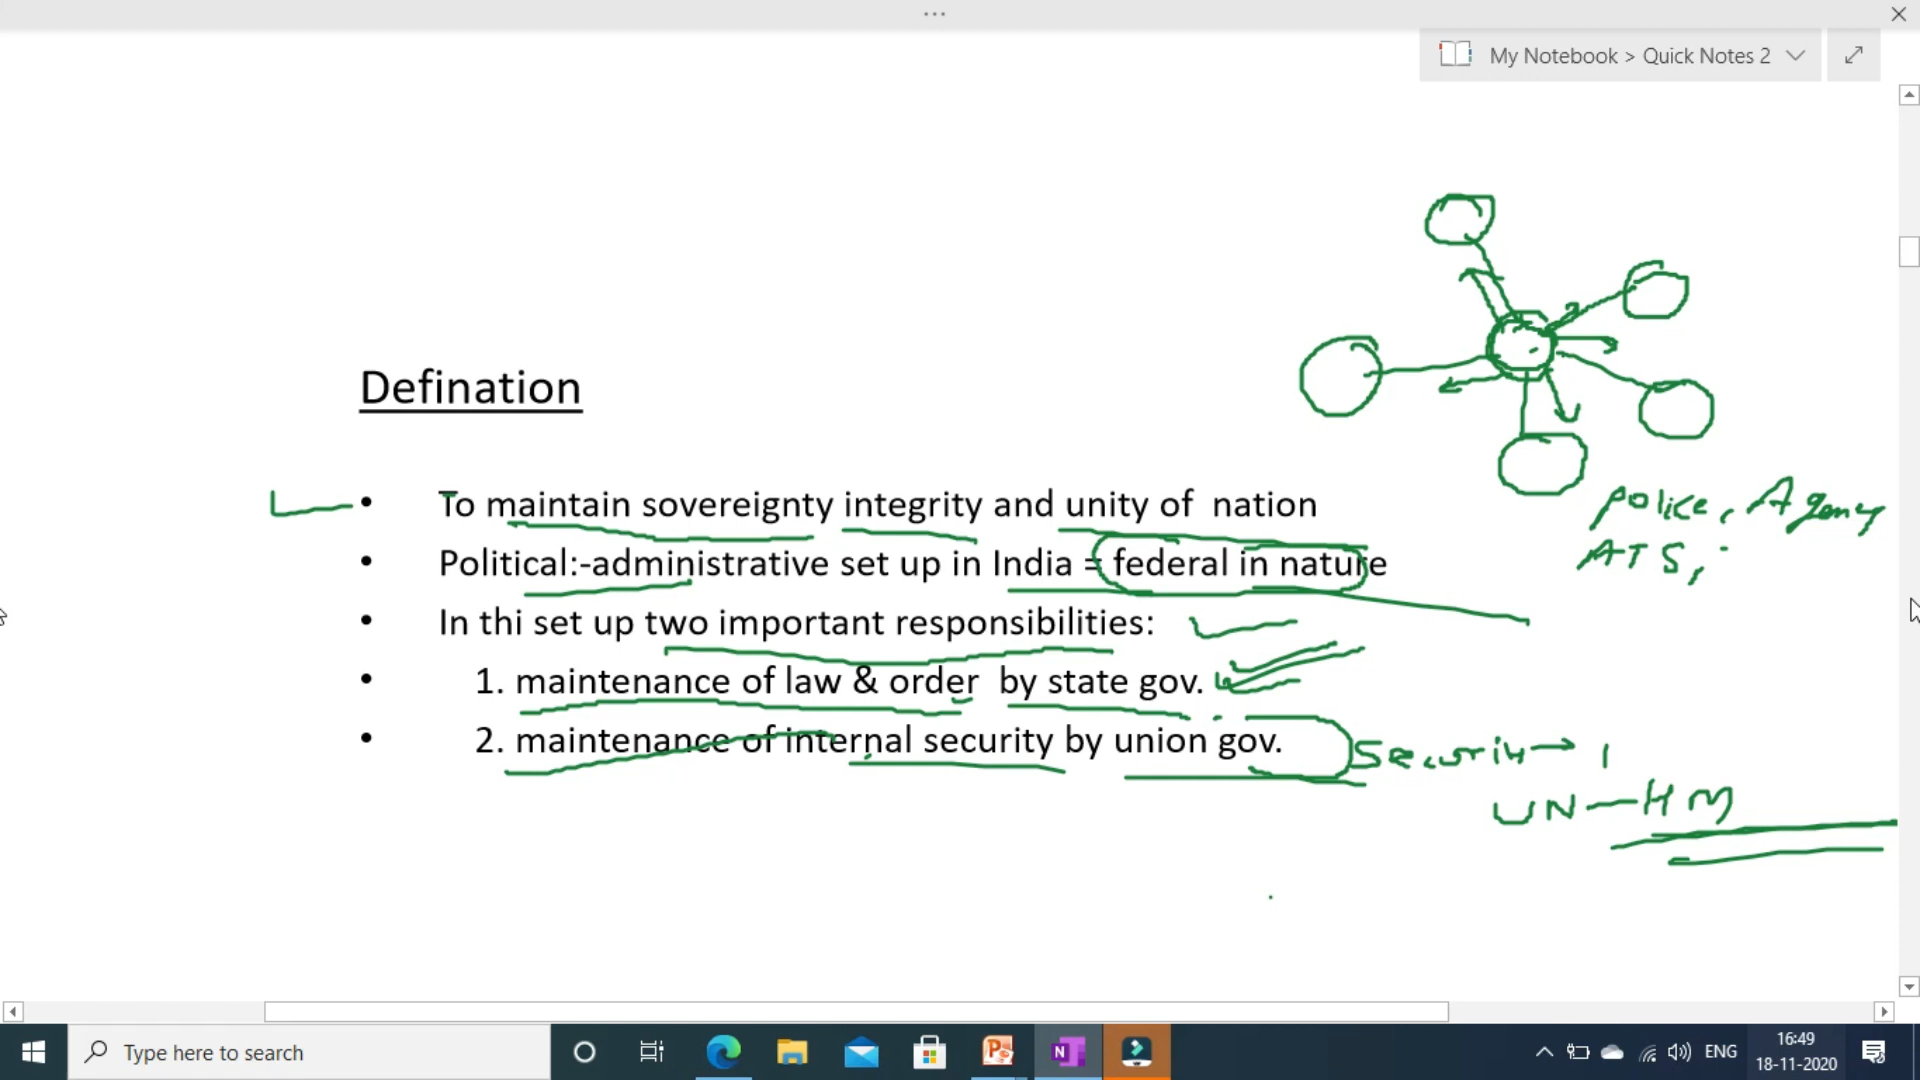 My Notebook > Quick Notes 2
Defination
• To maintain sovereignty integrity and unity of nation
• Political:-administrative set up in India = federal in nature
• In thi set up two important responsibilities:
• 1. maintenance of law & order by state gov.
• 2. maintenance of internal security by union gov.
police, Agency
ATS,
UN — HM
Type here to search
ENG
16:49
18-11-2020